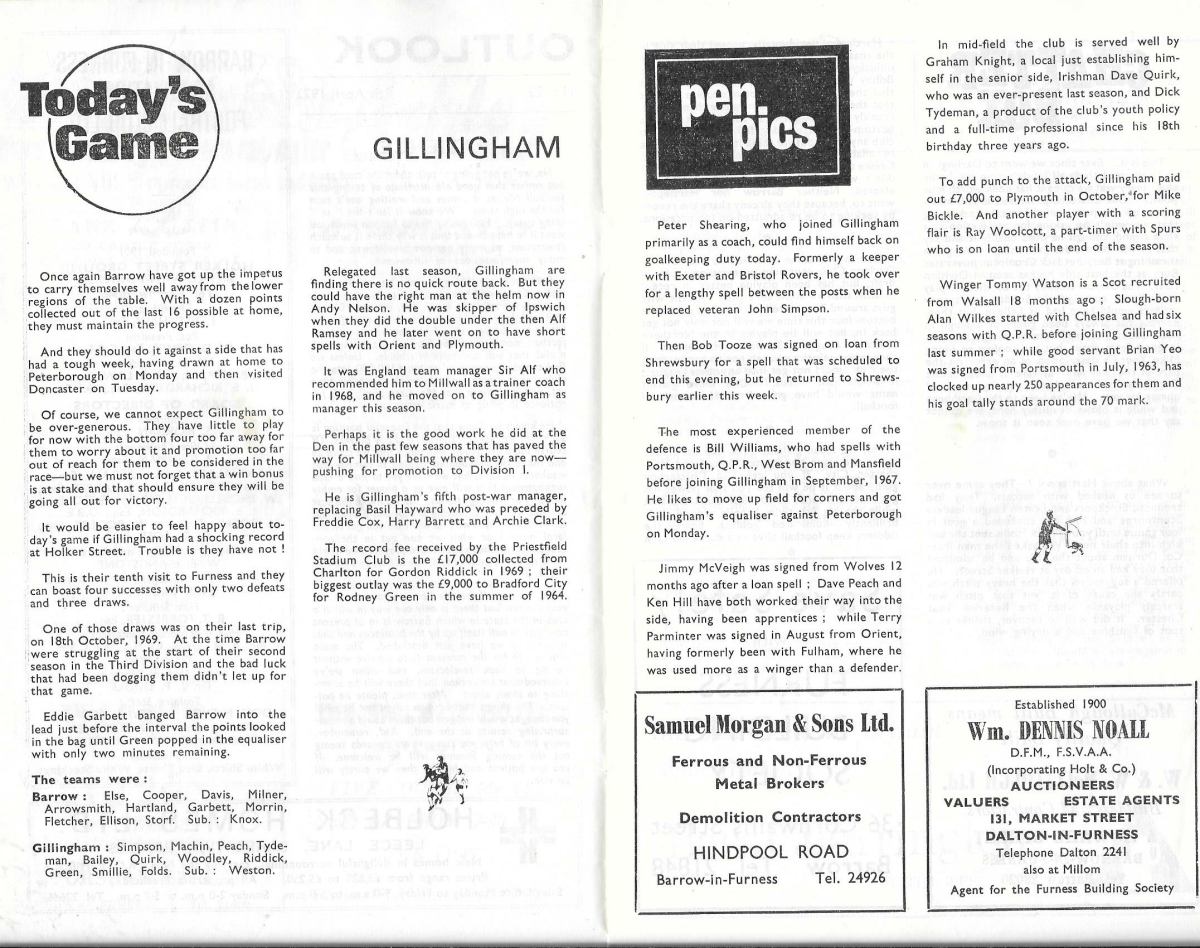 Today's
Game
GILLINGHAM
Once again Barrow have got up the impetus
to carry themselves well away from the lower
regions of the table. With a dozen points
collected out of the last 16 possible at home,
they must maintain the progress.
And they should do it against a side that has
had a tough week, having drawn at home to
Peterborough on Monday and then visited
Doncaster on Tuesday.
Of course, we cannot expect Gillingham to
be over-generous. They have little to play
for now with the bottom four too far away for
them to worry about it and promotion too far
out of reach for them to be considered in the
race—but we must not forget that a win bonus
is at stake and that should ensure they will be
going all out for victory.
It would be easier to feel happy about to-
day's game if Gillingham had a shocking record
at Holker Street. Trouble is they have not !
This is their tenth visit to Furness and they
can boast four successes with only two defeats
and three draws.
One of those draws was on their last trip,
on 18th October, 1969. At the time Barrow
were struggling at the start of their second
season in the Third Division and the bad luck
that had been dogging them didn't let up for
that game.
Eddie Garbett banged Barrow into the
lead just before the interval the points looked
in the bag until Green popped in the equaliser
with only two minutes remaining.
The teams were :
Barrow : Else, Cooper, Davis, Milner,
Arrowsmith, Hartland, Garbett, Morrin,
Fletcher, Ellison, Storf. Sub. : Knox.
Gillingham : Simpson, Machin, Peach, Tyde-
man, Bailey, Quirk, Woodley, Riddick,
Green, Smillie, Folds. Sub. : Weston.
Relegated last season, Gillingham are
finding there is no quick route back. But they
could have the right man at the helm now in
Andy Nelson. He was skipper of Ipswich
when they did the double under the then Alf
Ramsey and he later went on to have short
spells with Orient and Plymouth.
It was England team manager Sir Alf who
recommended him to Millwall as a trainer coach
in 1968, and he moved on to Gillingham as
manager this season.
Perhaps it is the good work he did at the
Den in the past few seasons that has paved the
way for Millwall being where they are now—
pushing for promotion to Division I.
He is Gillingham's fifth post-war manager,
replacing Basil Hayward who was preceded by
Freddie Cox, Harry Barrett and Archie Clark.
The record fee received by the Priestfield
Stadium Club is the £17,000 collected from
Charlton for Gordon Riddick in 1969 ; their
biggest outlay was the £9,000 to Bradford City
for Rodney Green in the summer of 1964.
pen
pics
Peter Shearing, who joined Gillingham
primarily as a coach, could find himself back on
goalkeeping duty today. Formerly a keeper
with Exeter and Bristol Rovers, he took over
for a lengthy spell between the posts when he
replaced veteran John Simpson.
Then Bob Tooze was signed on loan from
Shrewsbury for a spell that was scheduled to
end this evening, but he returned to Shrews-
bury earlier this week.
The most experienced member of the
defence is Bill Williams, who had spells with
Portsmouth, Q.P.R., West Brom and Mansfield
before joining Gillingham in September, 1967.
He likes to move up field for corners and got
Gillingham's equaliser against Peterborough
on Monday.
Jimmy McVeigh was signed from Wolves 12
months ago after a loan spell ; Dave Peach and
Ken Hill have both worked their way into the
side, having been apprentices ; while Terry
Parminter was signed in August from Orient,
having formerly been with Fulham, where he
was used more as a winger than a defender.
In mid-field the club is served well by
Graham Knight, a local just establishing him-
self in the senior side, Irishman Dave Quirk,
who was an ever-present last season, and Dick
Tydeman, a product of the club's youth policy
and a full-time professional since his 18th
birthday three years ago.
To add punch to the attack, Gillingham paid
out £7,000 to Plymouth in October, for Mike
Bickle. And another player with a scoring
flair is Ray Woolcott, a part-timer with Spurs
who is on loan until the end of the season.
Winger Tommy Watson is a Scot recruited
from Walsall 18 months ago ; Slough-born
Alan Wilkes started with Chelsea and had six
seasons with Q.P.R. before joining Gillingham
last summer ; while good servant Brian Yeo
was signed from Portsmouth in July, 1963, has
clocked up nearly 250 appearances for them and
his goal tally stands around the 70 mark.
Samuel Morgan & Sons Ltd.
Ferrous and Non-Ferrous
Metal Brokers
Demolition Contractors
HINDPOOL ROAD
Barrow-in-Furness Tel. 24926
Established 1900
Wm. DENNIS NOALL
D.F.M., F.S.V.A.A.
(Incorporating Holt & Co.)
AUCTIONEERS
VALUERS ESTATE AGENTS
131, MARKET STREET
DALTON-IN-FURNESS
Telephone Dalton 2241
also at Millom
Agent for the Furness Building Society